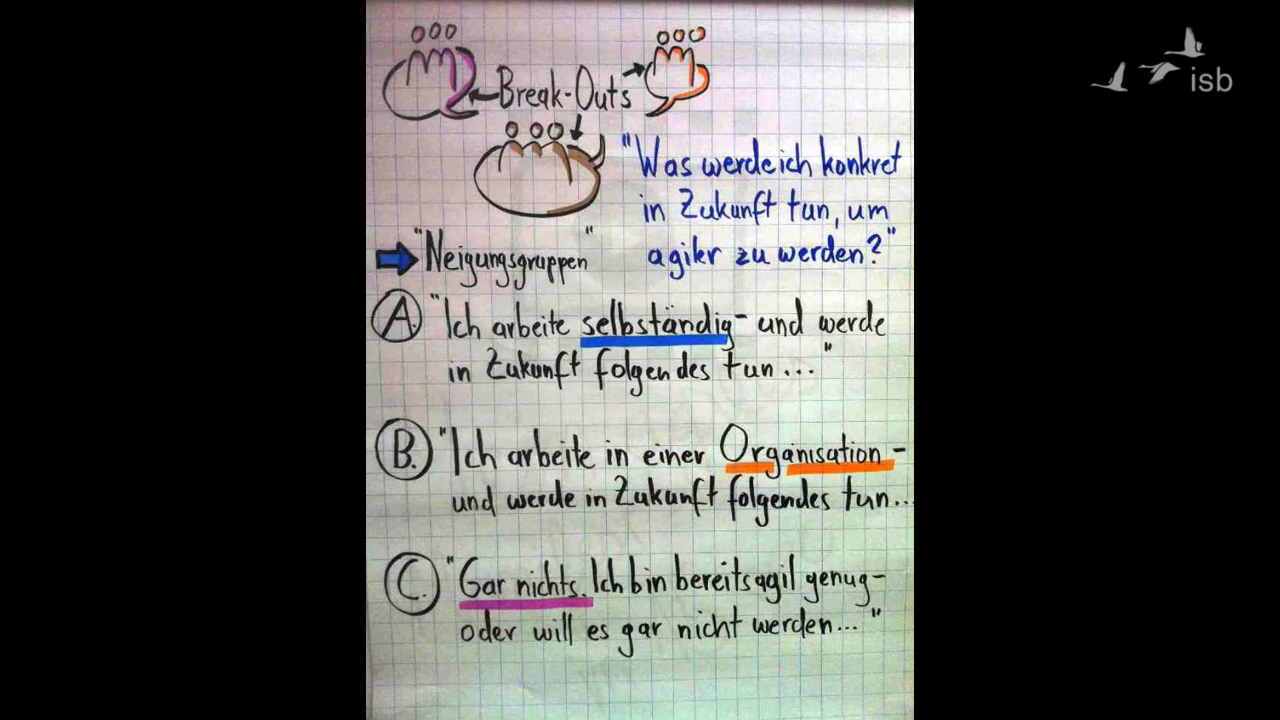 isb
Break-Outs
"Was werde ich konkret
in Zukunft tun, um
agiler zu werden?"
"Neigungsgruppen"
A. "Ich arbeite selbständig - und werde
in Zukunft folgendes tun..."
B. "Ich arbeite in einer Organisation -
und werde in Zukunft folgendes tun...
C. "Gar nichts. Ich bin bereits agil genug -
oder will es gar nicht werden..."